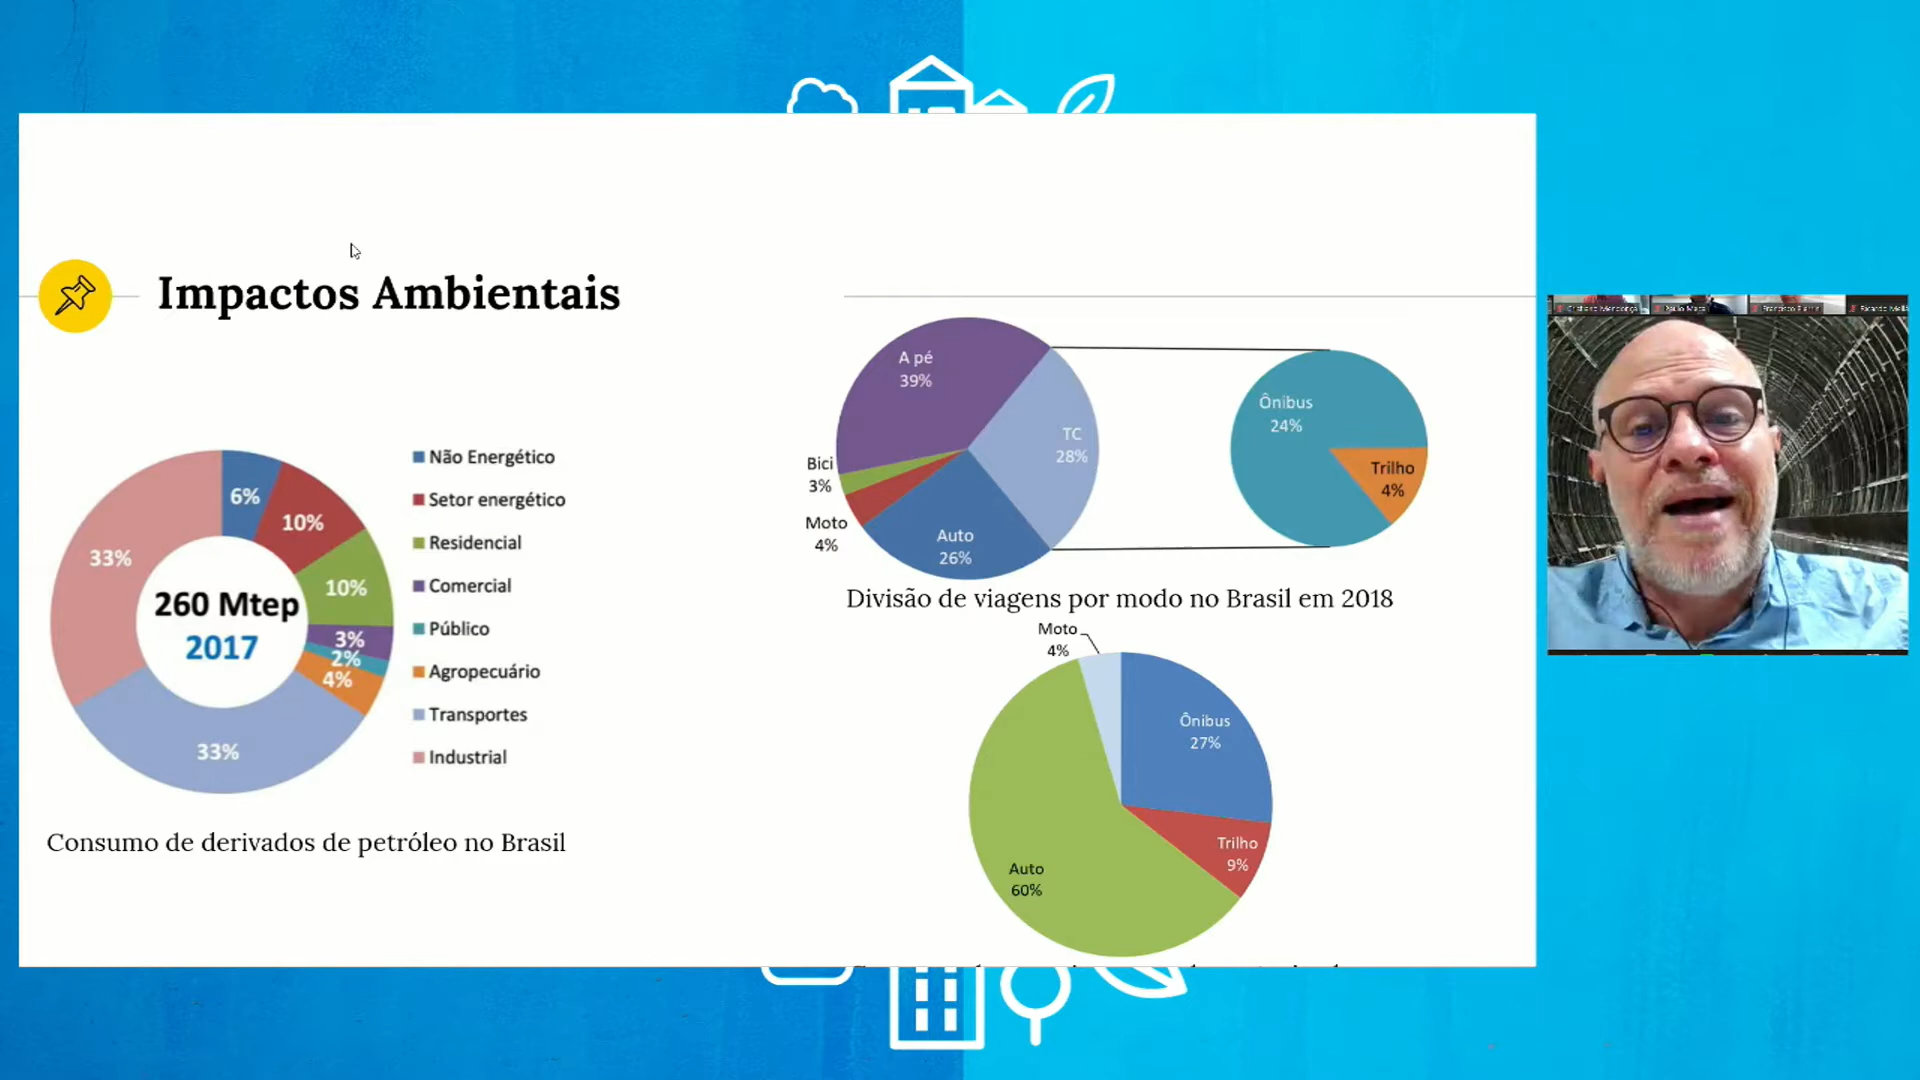 Impactos Ambientais
6%
10%
10%
3%
2%
4%
33%
33%
260 Mtep
2017
Não Energético
Setor energético
Residencial
Comercial
Público
Agropecuário
Transportes
Industrial
Consumo de derivados de petróleo no Brasil
A pé
39%
TC
28%
Bici
3%
Moto
4%
Auto
26%
Ônibus
24%
Trilho
4%
Divisão de viagens por modo no Brasil em 2018
Moto
4%
Ônibus
27%
Trilho
9%
Auto
60%
Cristiano Mendonça